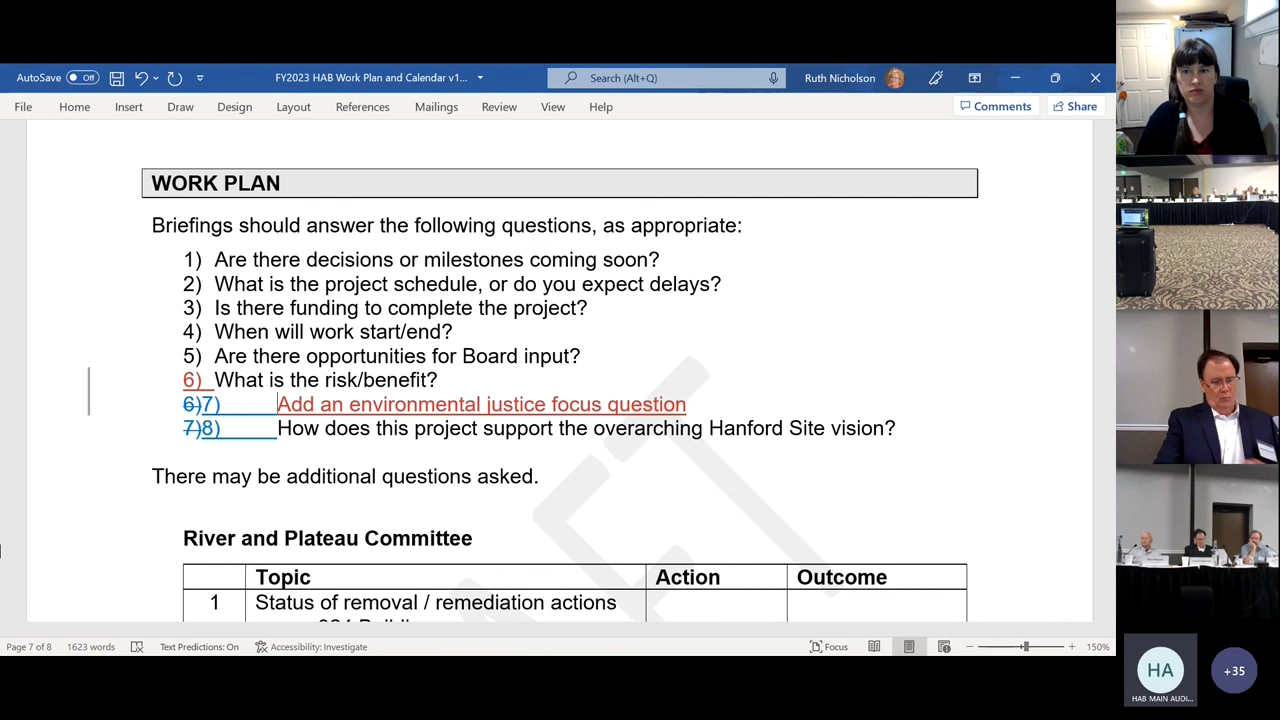 AutoSave Off FY2023 HAB Work Plan and Calendar v1... Search (Alt+Q) Ruth Nicholson
File Home Insert Draw Design Layout References Mailings Review View Help Comments Share
WORK PLAN
Briefings should answer the following questions, as appropriate:
1) Are there decisions or milestones coming soon?
2) What is the project schedule, or do you expect delays?
3) Is there funding to complete the project?
4) When will work start/end?
5) Are there opportunities for Board input?
6) What is the risk/benefit?
6)7) Add an environmental justice focus question
7)8) How does this project support the overarching Hanford Site vision?
There may be additional questions asked.
River and Plateau Committee
Topic Action Outcome
1 Status of removal / remediation actions
Page 7 of 8 1623 words Text Predictions: On Accessibility: Investigate Focus 150%
HA
HAB MAIN AUDI...
+35